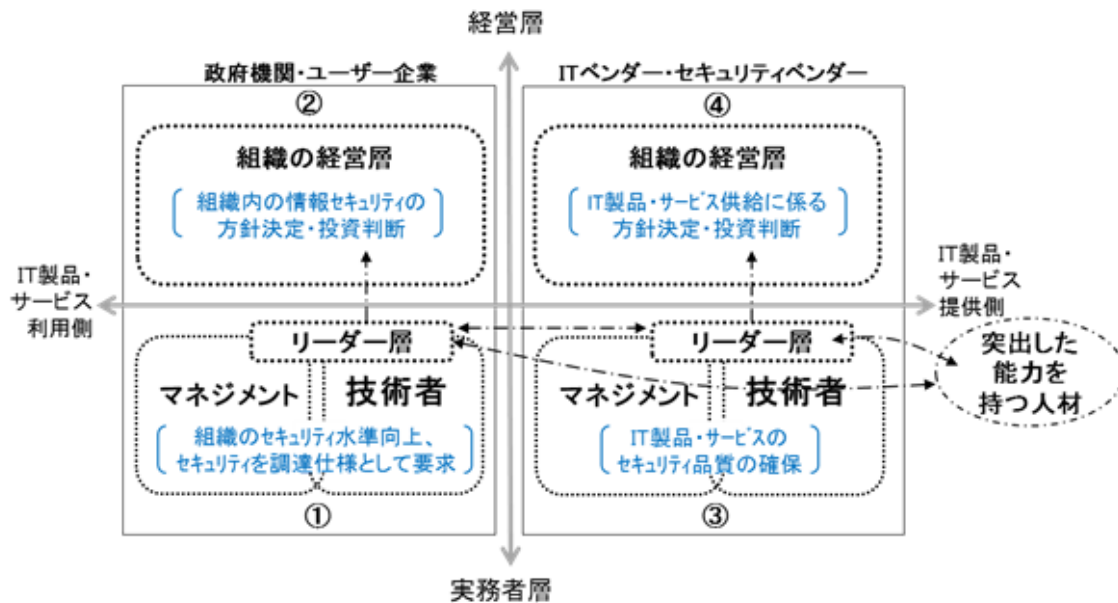 経営層
政府機関・ユーザー企業
ITベンダー・セキュリティベンダー
②
④
組織の経営層
組織内の情報セキュリティの
方針決定・投資判断
組織の経営層
IT製品・サービス供給に係る
方針決定・投資判断
IT製品・
サービス
利用側
IT製品・
サービス
提供側
リーダー層
マネジメント
技術者
組織のセキュリティ水準向上、
セキュリティを調達仕様として要求
①
リーダー層
マネジメント
技術者
IT製品・サービスの
セキュリティ品質の確保
③
突出した
能力を
持つ人材
実務者層